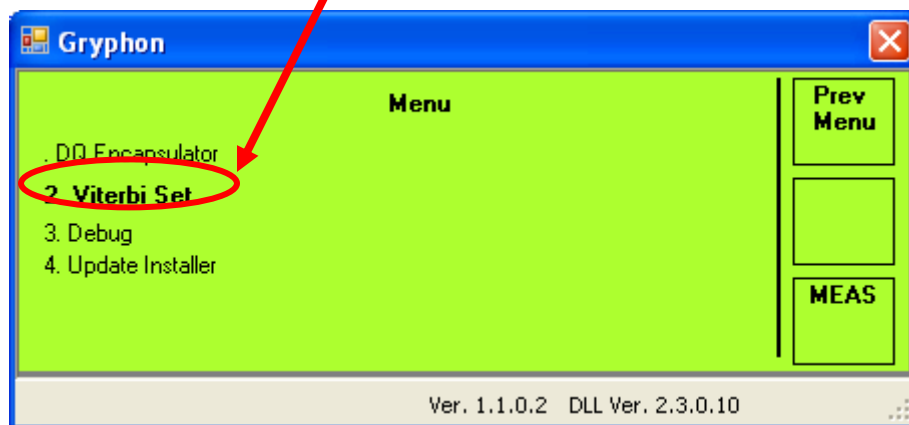 Gryphon
Menu
Prev
Menu
. DQ Encapsulator
2. Viterbi Set
3. Debug
4. Update Installer
MEAS
Ver. 1.1.0.2 DLL Ver. 2.3.0.10